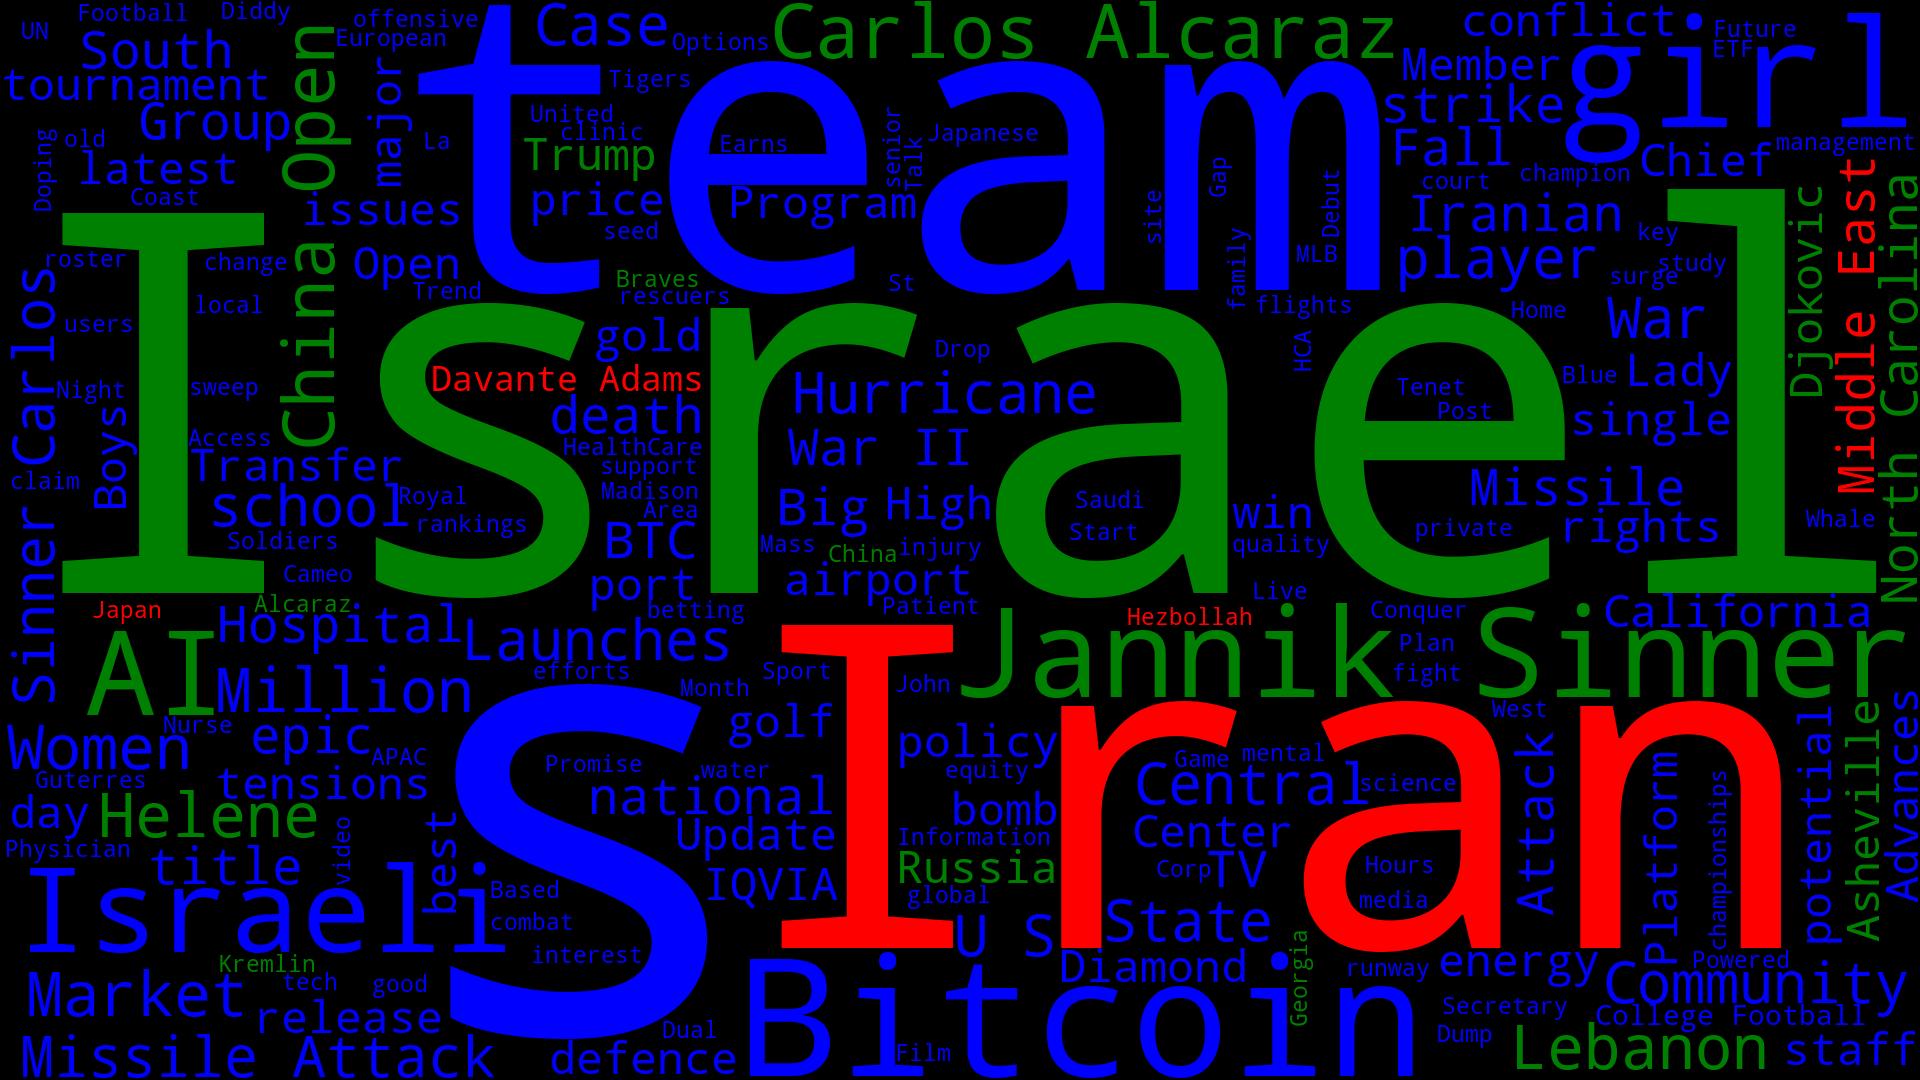 UN
Football
Diddy
offensive
European
South
tournament
Group
Open
major
old
Doping
latest
Coast
La
Case
Options
Carlos Alcaraz
team
Tigers
United
clinic
Trump
Earns
price
Program
seed
senior
Talk
Japanese
conflict
Future
ETF
Member
girl
strike
Fall
Chief
management
court
champion
Iranian
player
key
study
surge
site
Gap
Debut
MLB
family
flights
issues
Open
Trend
Braves
rescuers
St
China
roster
change
local
users
Carlos
Night
sweep
Boys
Access
Transfer
claim
school
Royal
rankings
Soldiers
Cameo
Israel
gold
Davante Adams
death
HealthCare
support
Madison
Area
BTC
port
betting
Drop
Hurricane
War II
Big
High
Mass
China
injury
airport
Patient
Start
Saudi
HCA
win
quality
Live
Home
War
Tenet
Post
Blue
Lady
single
Missile
private
rights
Djokovic
Middle East
North Carolina
Whale
Sinner
Japan
Alcaraz
AI
Hospital
Launches
efforts
Million
Month
Sport
John
Hezbollah
Conquer
California
Jannik Sinner
Plan
fight
Nurse
Women
epic
APAC
Guterres
tensions
day
Helene
Physician
title
video
best
Israeli
s
Promise
water
golf
national
Update
IQVIA
Based
combat
interest
Iran
policy
equity
bomb
Information
Russia
global
U S
Game
mental
Central
science
Center
Corp
TV
Hours
media
State
West
Attack
Platform
championships
potential
Asheville
Advances
Kremlin
tech
good
Market
release
Missile Attack
Dual
defence
Bitcoin
Film
Diamond
Georgia
runway
energy
Powered
Community
Secretary
College Football
Dump
Lebanon
staff